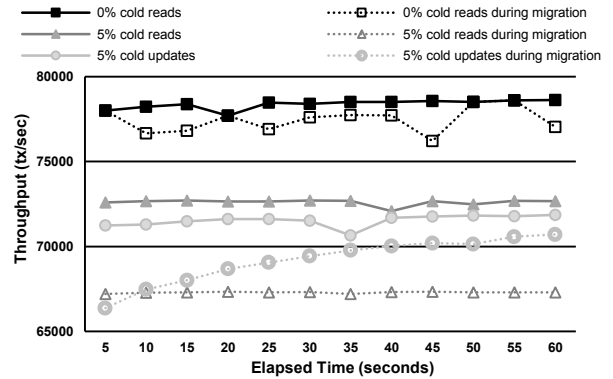 0% cold reads 0% cold reads during migration
5% cold reads 5% cold reads during migration
5% cold updates 5% cold updates during migration
80000
75000
70000
65000
Throughput (tx/sec)
5 10 15 20 25 30 35 40 45 50 55 60
Elapsed Time (seconds)